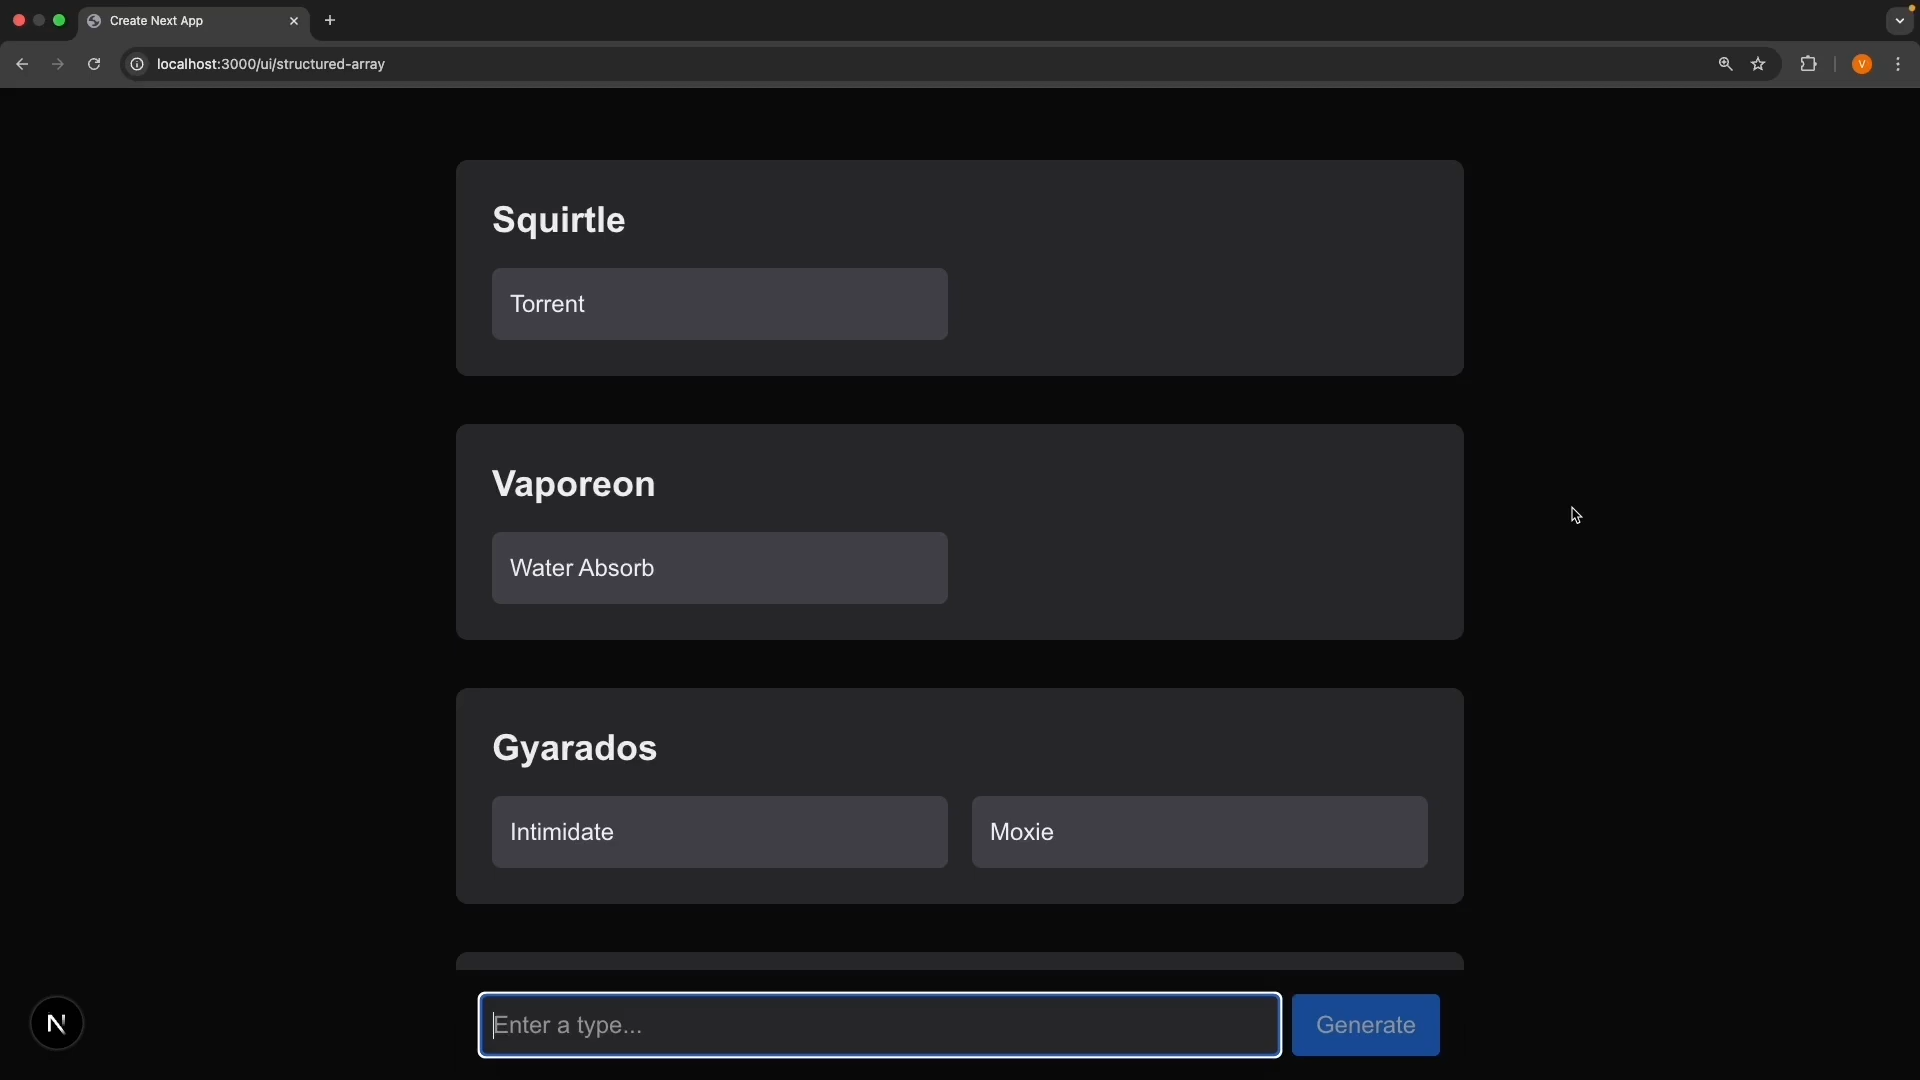 Create Next App
localhost:3000/ui/structured-array
V
Squirtle
Torrent
Vaporeon
Water Absorb
Gyarados
Intimidate Moxie
Enter a type... Generate
N